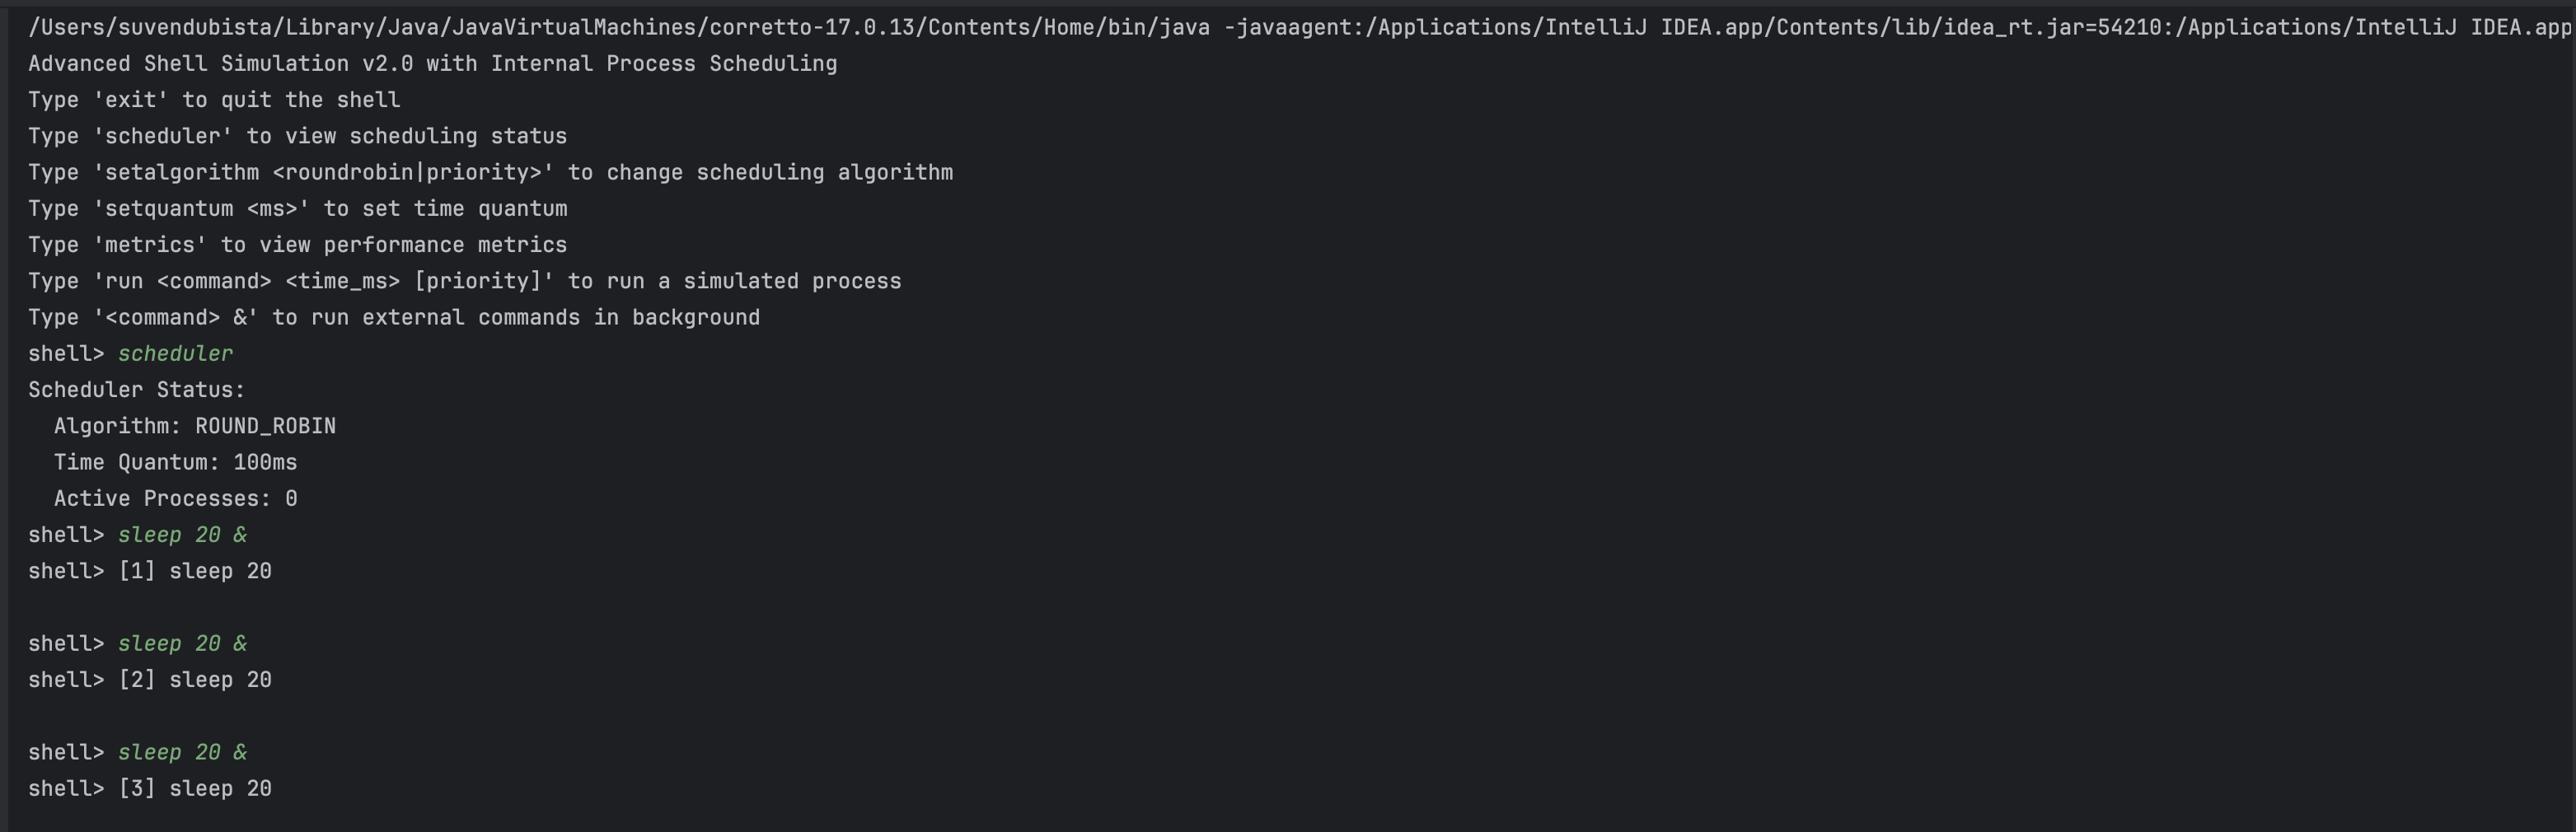 /Users/suvendubista/Library/Java/JavaVirtualMachines/corretto-17.0.13/Contents/Home/bin/java -javaagent:/Applications/IntelliJ IDEA.app/Contents/lib/idea_rt.jar=54210:/Applications/IntelliJ IDEA.app
Advanced Shell Simulation v2.0 with Internal Process Scheduling
Type 'exit' to quit the shell
Type 'scheduler' to view scheduling status
Type 'setalgorithm <roundrobin|priority>' to change scheduling algorithm
Type 'setquantum <ms>' to set time quantum
Type 'metrics' to view performance metrics
Type 'run <command> <time_ms> [priority]' to run a simulated process
Type '<command> &' to run external commands in background
shell> scheduler
Scheduler Status:
  Algorithm: ROUND_ROBIN
  Time Quantum: 100ms
  Active Processes: 0
shell> sleep 20 &
shell> [1] sleep 20
shell> sleep 20 &
shell> [2] sleep 20
shell> sleep 20 &
shell> [3] sleep 20